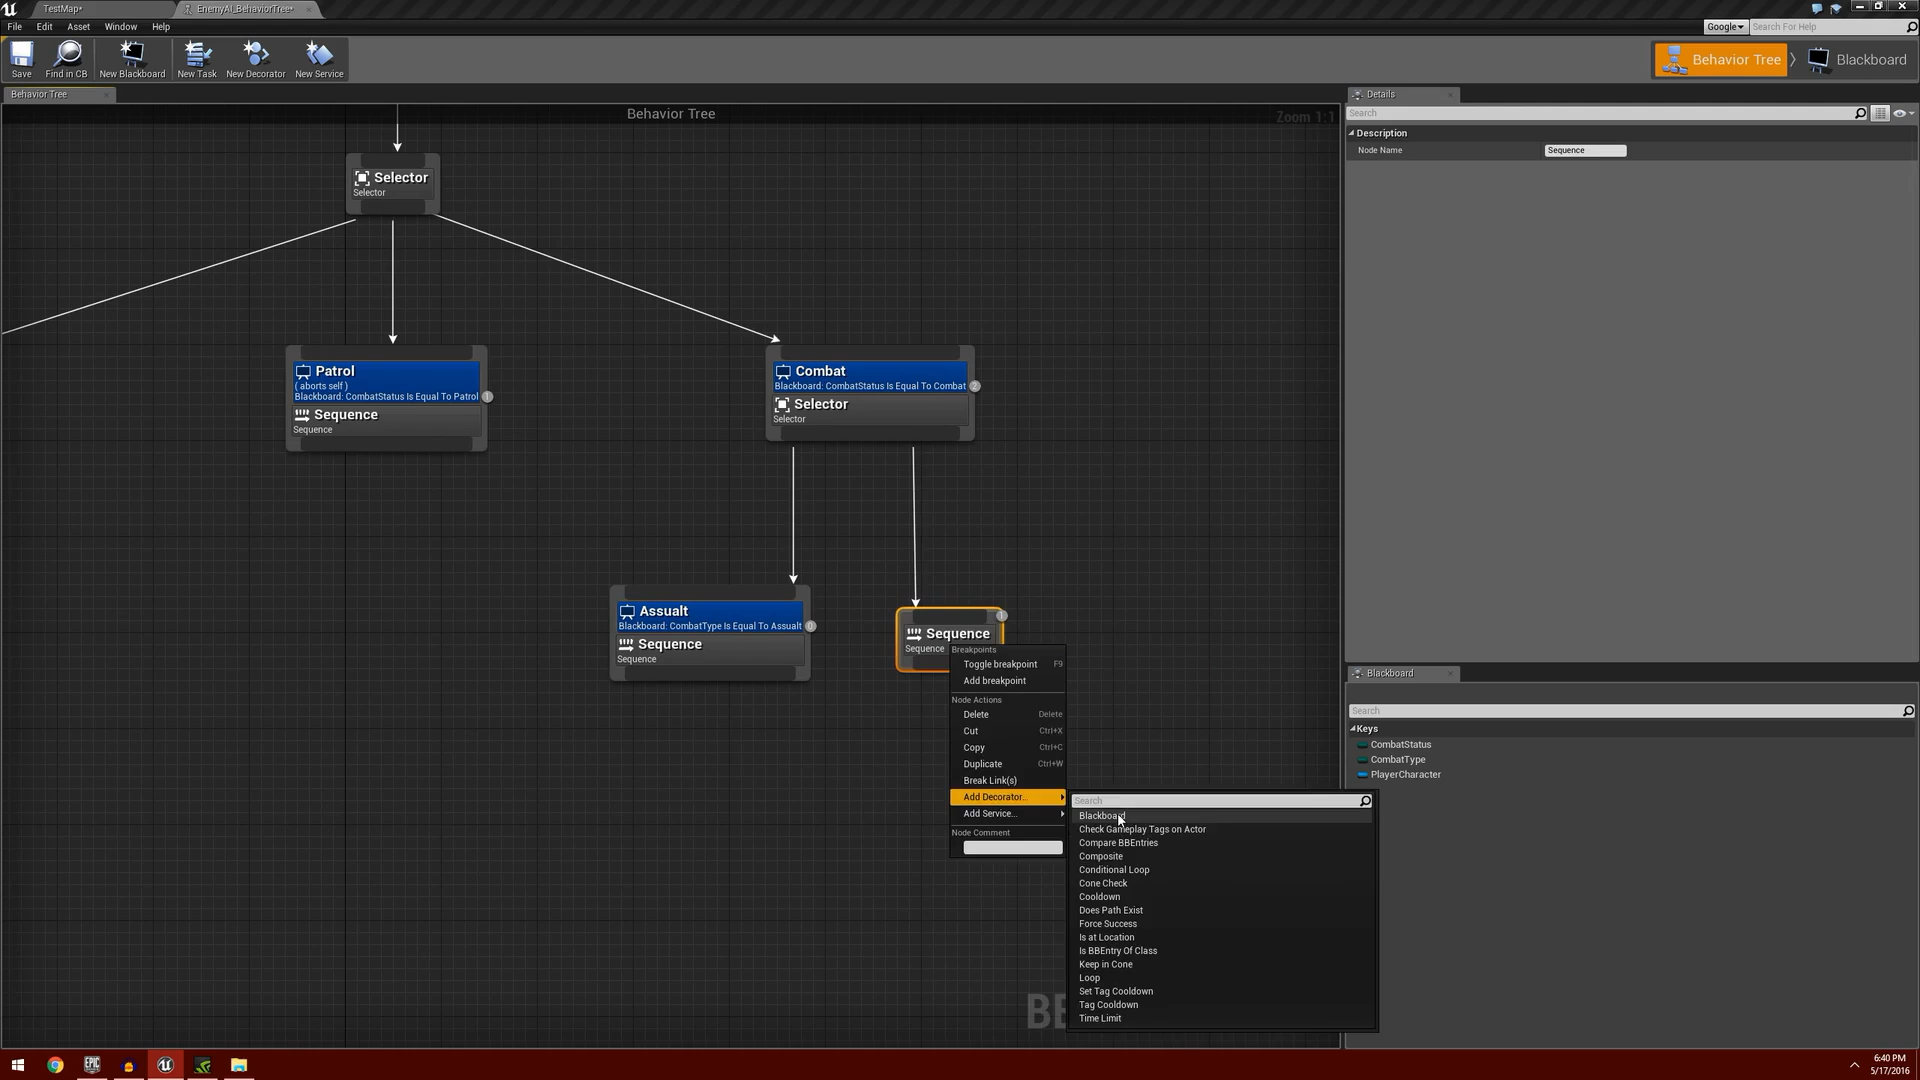 TestMap*
EnemyAI_BehaviorTree*
File Edit Asset Window Help
Google
Search For Help
Save
Find in CB
New Blackboard
New Task
New Decorator
New Service
Behavior Tree
Blackboard
Behavior Tree
Behavior Tree
Zoom 1:1
Selector
Selector
Patrol
( aborts self )
Blackboard: CombatStatus Is Equal To Patrol
1
Sequence
Sequence
Combat
Blackboard: CombatStatus Is Equal To Combat
2
Selector
Selector
Assualt
Blackboard: CombatType Is Equal To Assualt
0
Sequence
Sequence
1
Sequence
Sequence
Breakpoints
Toggle breakpoint F9
Add breakpoint
Node Actions
Delete Delete
Cut Ctrl+X
Copy Ctrl+C
Duplicate Ctrl+W
Break Link(s)
Add Decorator...
Add Service...
Node Comment
Search
Blackboard
Check Gameplay Tags on Actor
Compare BBEntries
Composite
Conditional Loop
Cone Check
Cooldown
Does Path Exist
Force Success
Is at Location
Is BBEntry Of Class
Keep in Cone
Loop
Set Tag Cooldown
Tag Cooldown
Time Limit
Details
Search
Description
Node Name Sequence
Blackboard
Search
Keys
CombatStatus
CombatType
PlayerCharacter
EPIC
6:40 PM
5/17/2016